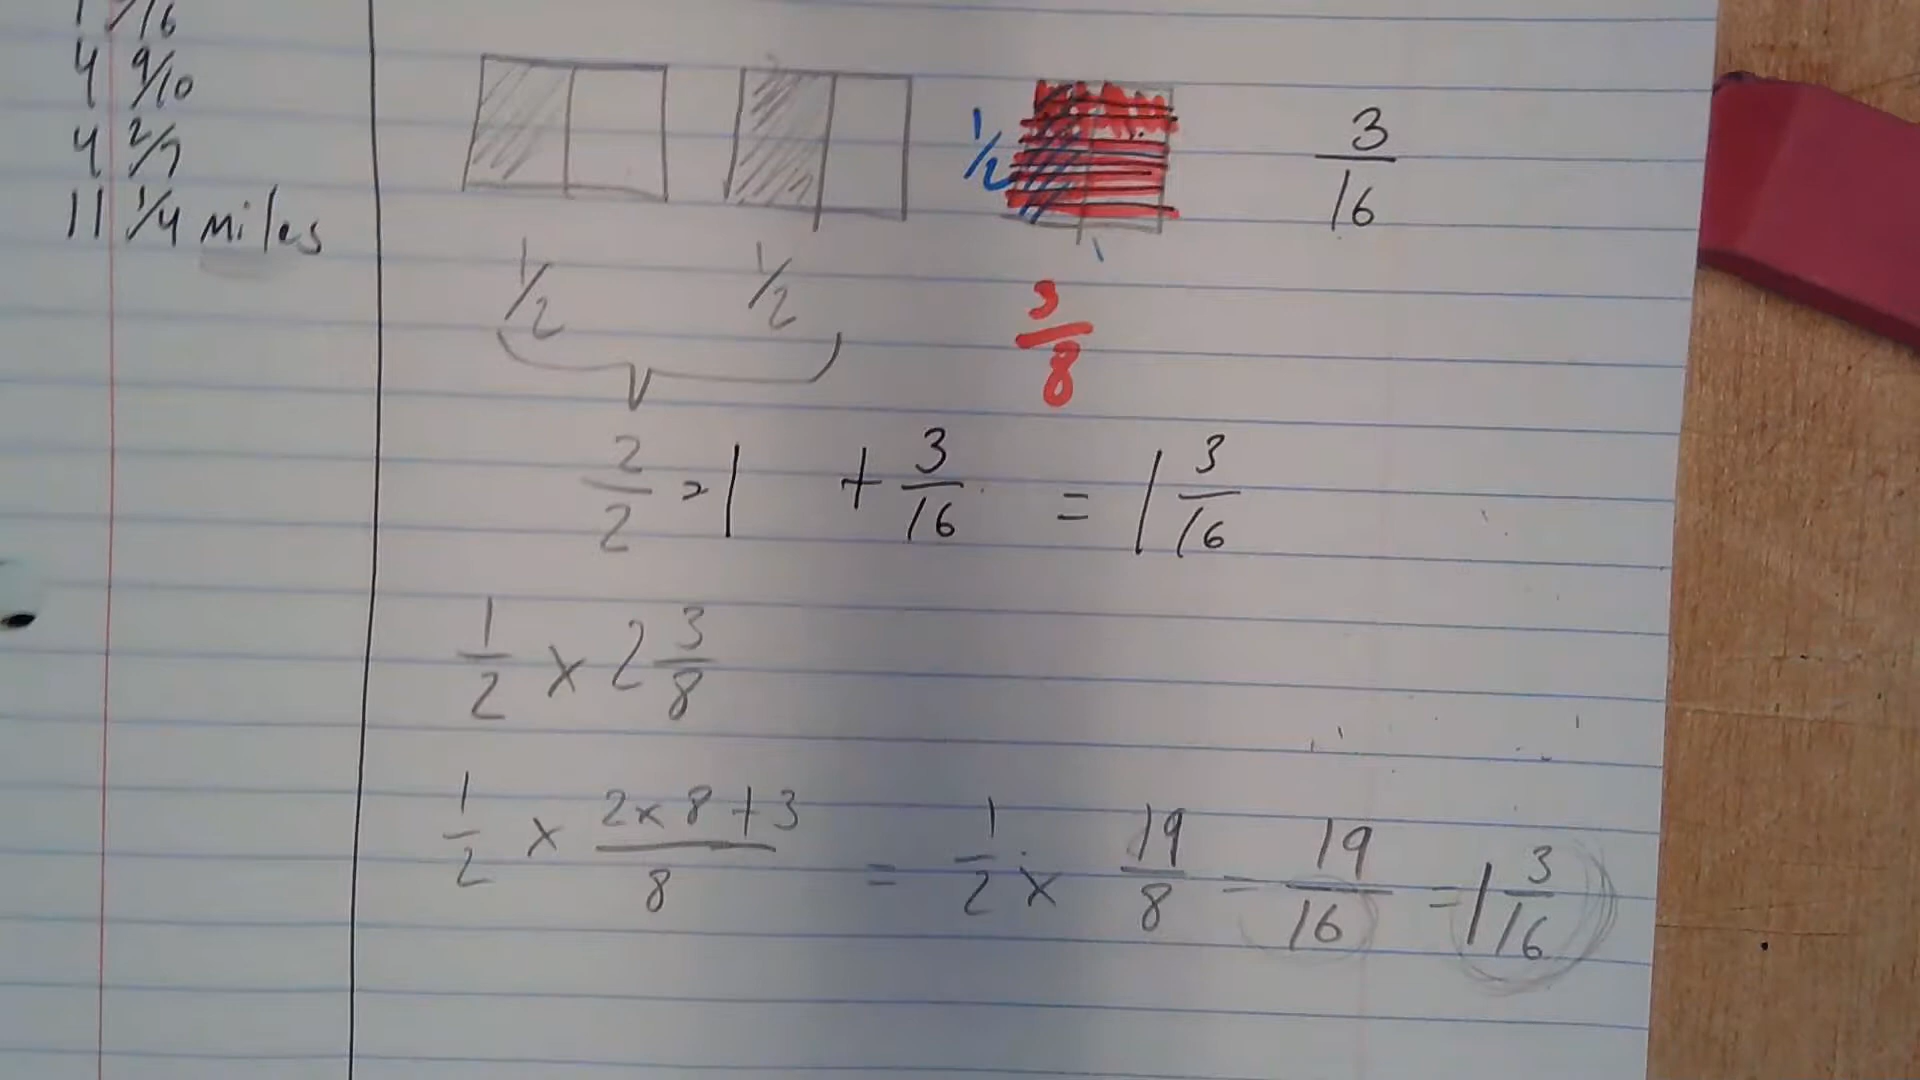 4 9/10
4 2/7
11 1/4 miles
1/2 3/16
1/2 1/2 3/8
2/2 = 1 + 3/16 = 1 3/16
1/2 x 2 3/8
1/2 x 2x8+3/8 = 1/2 x 19/8 = 19/16 = 1 3/16